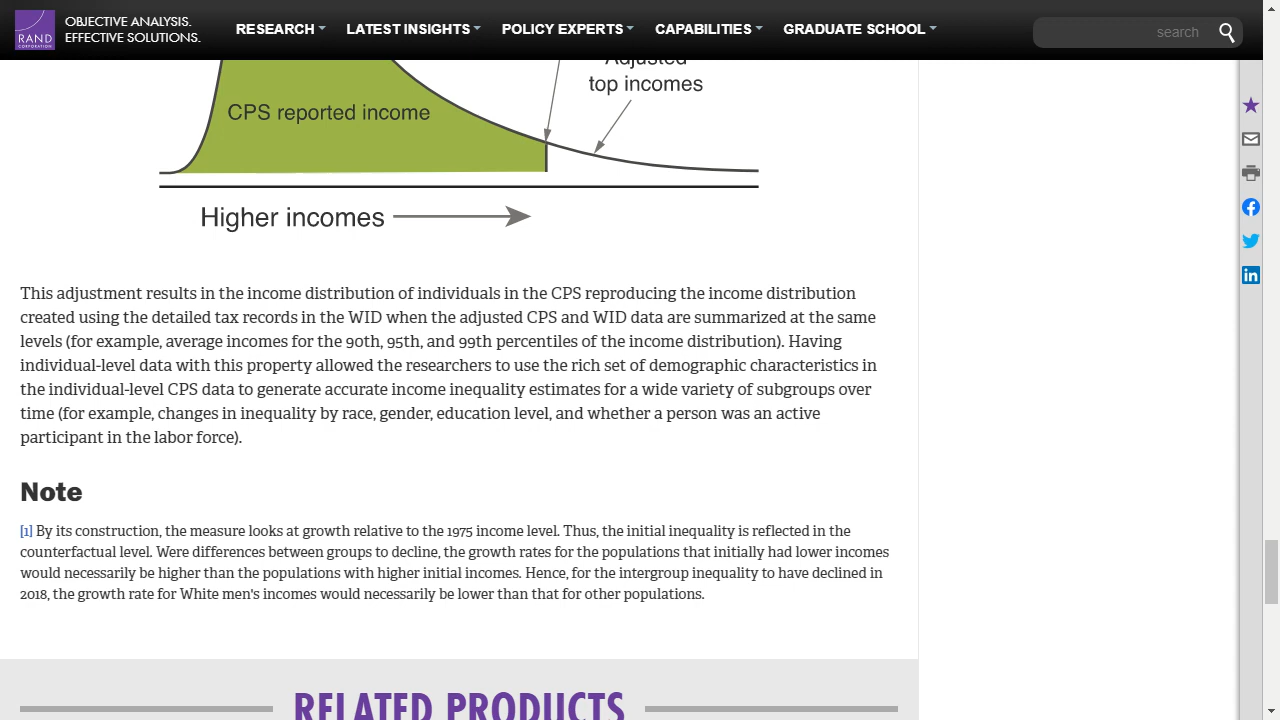 OBJECTIVE ANALYSIS.
EFFECTIVE SOLUTIONS.
RAND
CORPORATION
RESEARCH
LATEST INSIGHTS
POLICY EXPERTS
CAPABILITIES
GRADUATE SCHOOL
search
Adjusted
top incomes
CPS reported income
Higher incomes
This adjustment results in the income distribution of individuals in the CPS reproducing the income distribution
created using the detailed tax records in the WID when the adjusted CPS and WID data are summarized at the same
levels (for example, average incomes for the 90th, 95th, and 99th percentiles of the income distribution). Having
individual-level data with this property allowed the researchers to use the rich set of demographic characteristics in
the individual-level CPS data to generate accurate income inequality estimates for a wide variety of subgroups over
time (for example, changes in inequality by race, gender, education level, and whether a person was an active
participant in the labor force).
Note
[1] By its construction, the measure looks at growth relative to the 1975 income level. Thus, the initial inequality is reflected in the
counterfactual level. Were differences between groups to decline, the growth rates for the populations that initially had lower incomes
would necessarily be higher than the populations with higher initial incomes. Hence, for the intergroup inequality to have declined in
2018, the growth rate for White men's incomes would necessarily be lower than that for other populations.
RELATED PRODUCTS